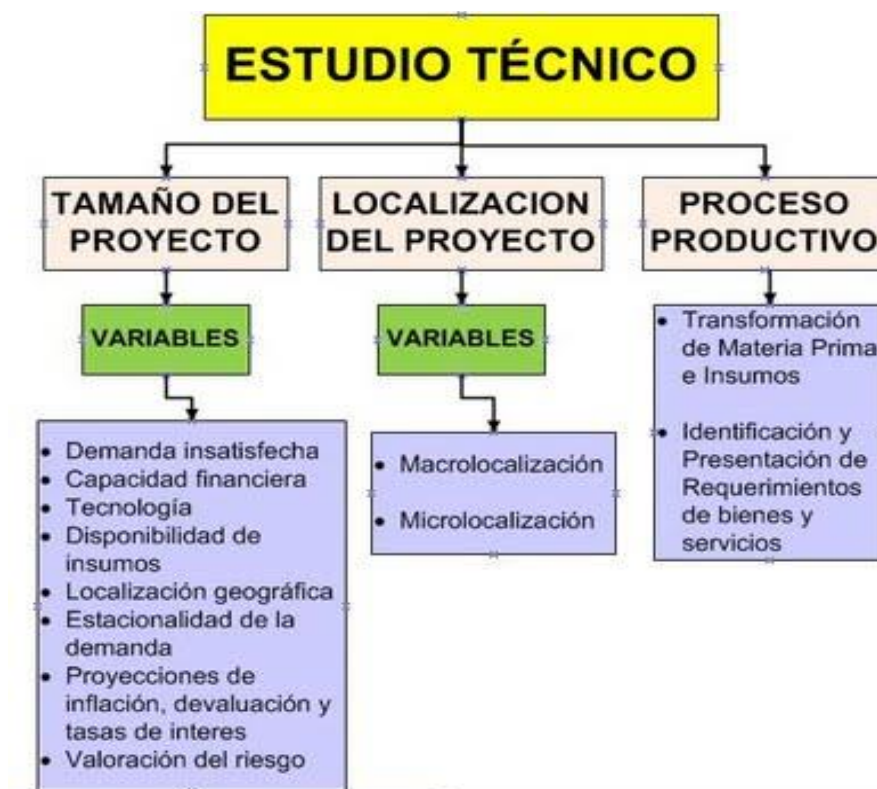 ESTUDIO TÉCNICO
TAMAÑO DEL
PROYECTO
LOCALIZACION
DEL PROYECTO
PROCESO
PRODUCTIVO
VARIABLES
VARIABLES
• Transformación
de Materia Prima
e Insumos
• Identificación y
Presentación de
Requerimientos
de bienes y
servicios
• Demanda insatisfecha
• Capacidad financiera
• Tecnología
• Disponibilidad de
insumos
• Localización geográfica
• Estacionalidad de la
demanda
• Proyecciones de
inflación, devaluación y
tasas de interes
• Valoración del riesgo
• Macrolocalización
• Microlocalización